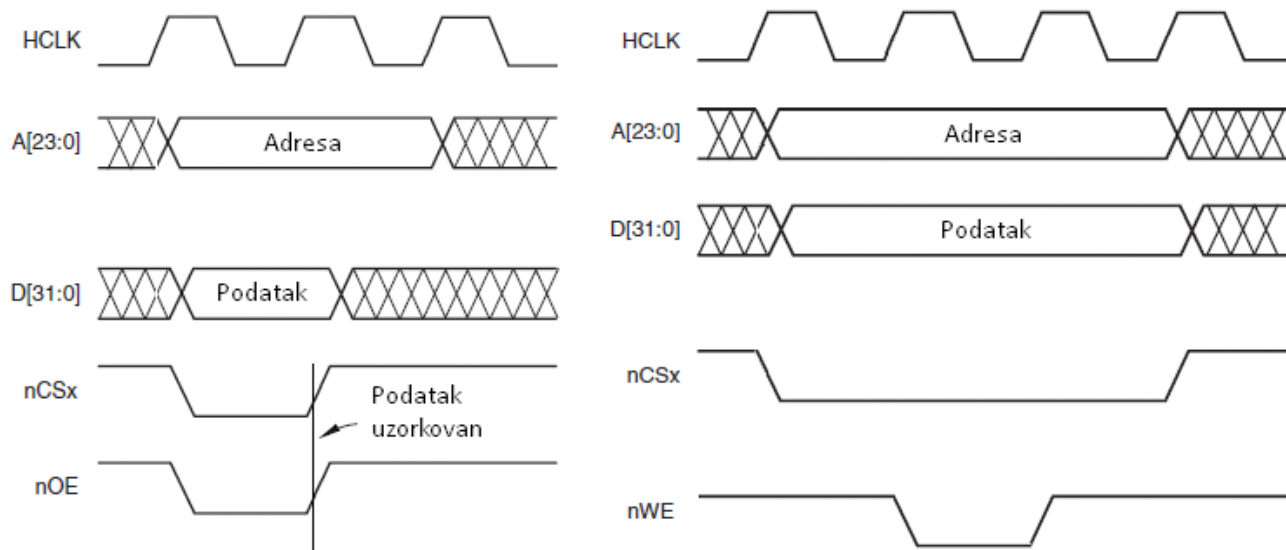 HCLK
A[23:0]
Adresa
D[31:0]
Podatak
nCSx
Podatak
uzorkovan
nOE
HCLK
A[23:0]
Adresa
D[31:0]
Podatak
nCSx
nWE